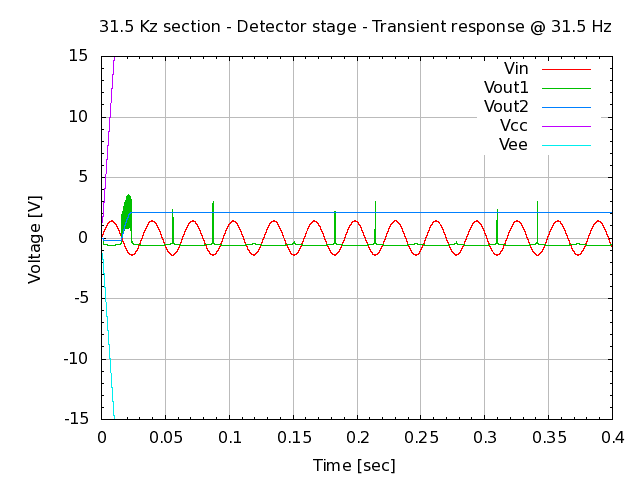 31.5 Kz section - Detector stage - Transient response @ 31.5 Hz
Vin
Vout1
Vout2
Vcc
Vee
15
10
5
0
-5
-10
-15
Voltage [V]
0 0.05 0.1 0.15 0.2 0.25 0.3 0.35 0.4
Time [sec]